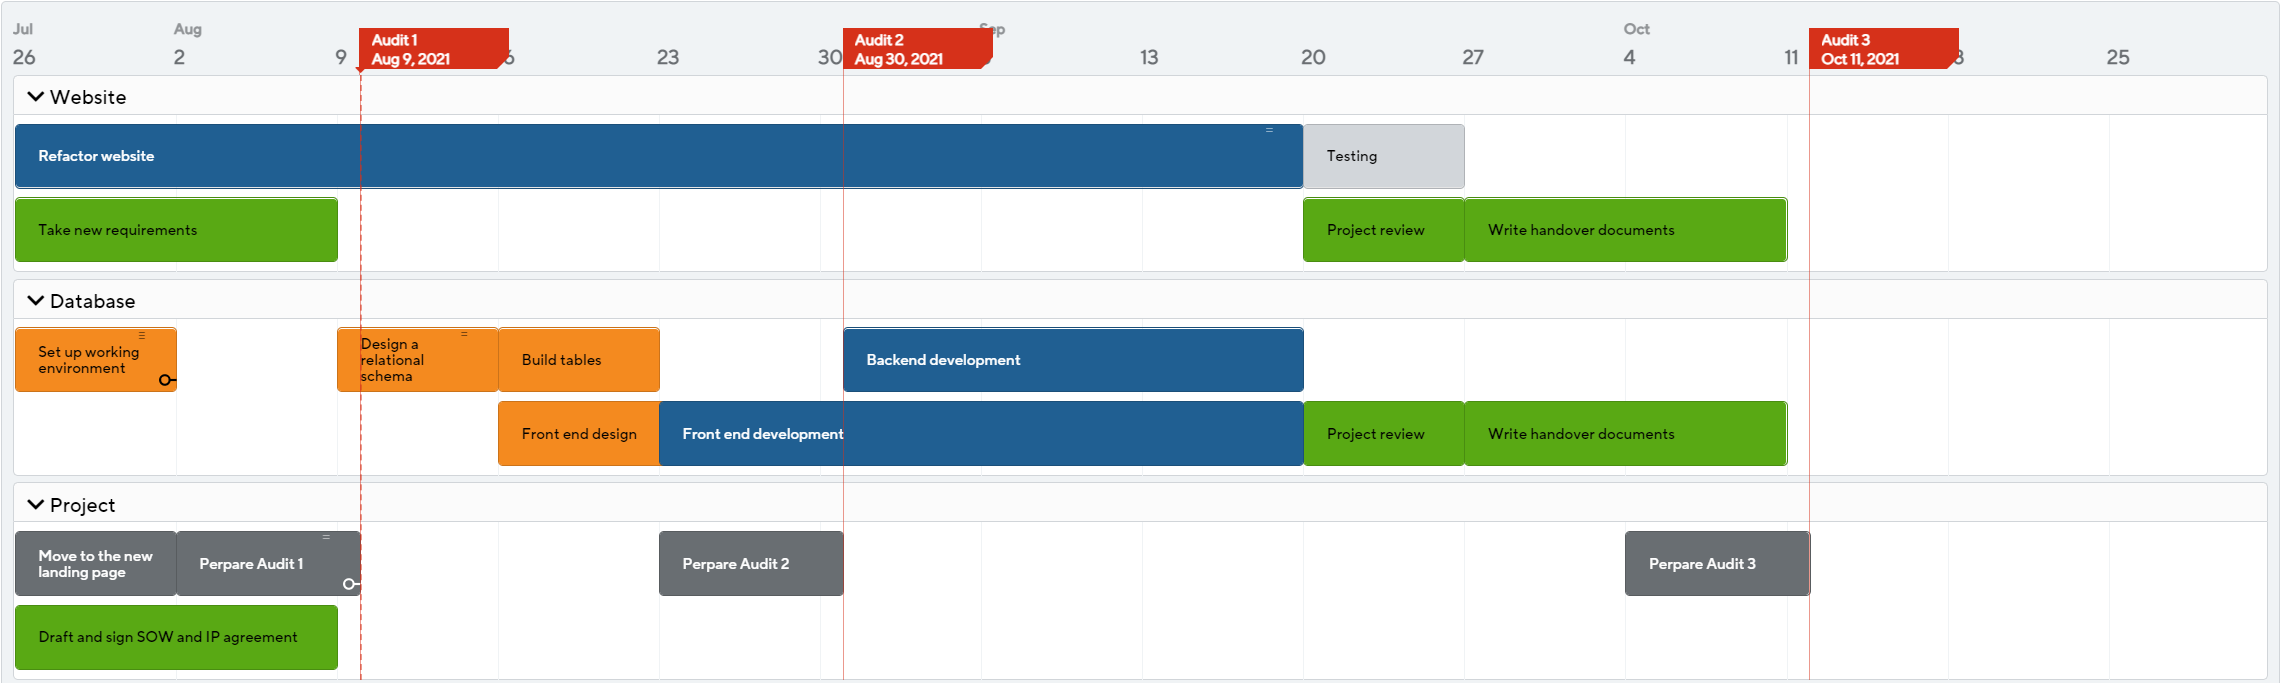 Jul Aug Oct
26 2 9 23 30 13 20 27 4 11 25
Audit 1
Aug 9, 2021
Audit 2
Aug 30, 2021
Audit 3
Oct 11, 2021
Website
Refactor website
Testing
Take new requirements
Project review
Write handover documents
Database
Set up working
environment
Design a
relational
schema
Build tables
Backend development
Front end design
Front end development
Project review
Write handover documents
Project
Move to the new
landing page
Perpare Audit 1
Perpare Audit 2
Perpare Audit 3
Draft and sign SOW and IP agreement